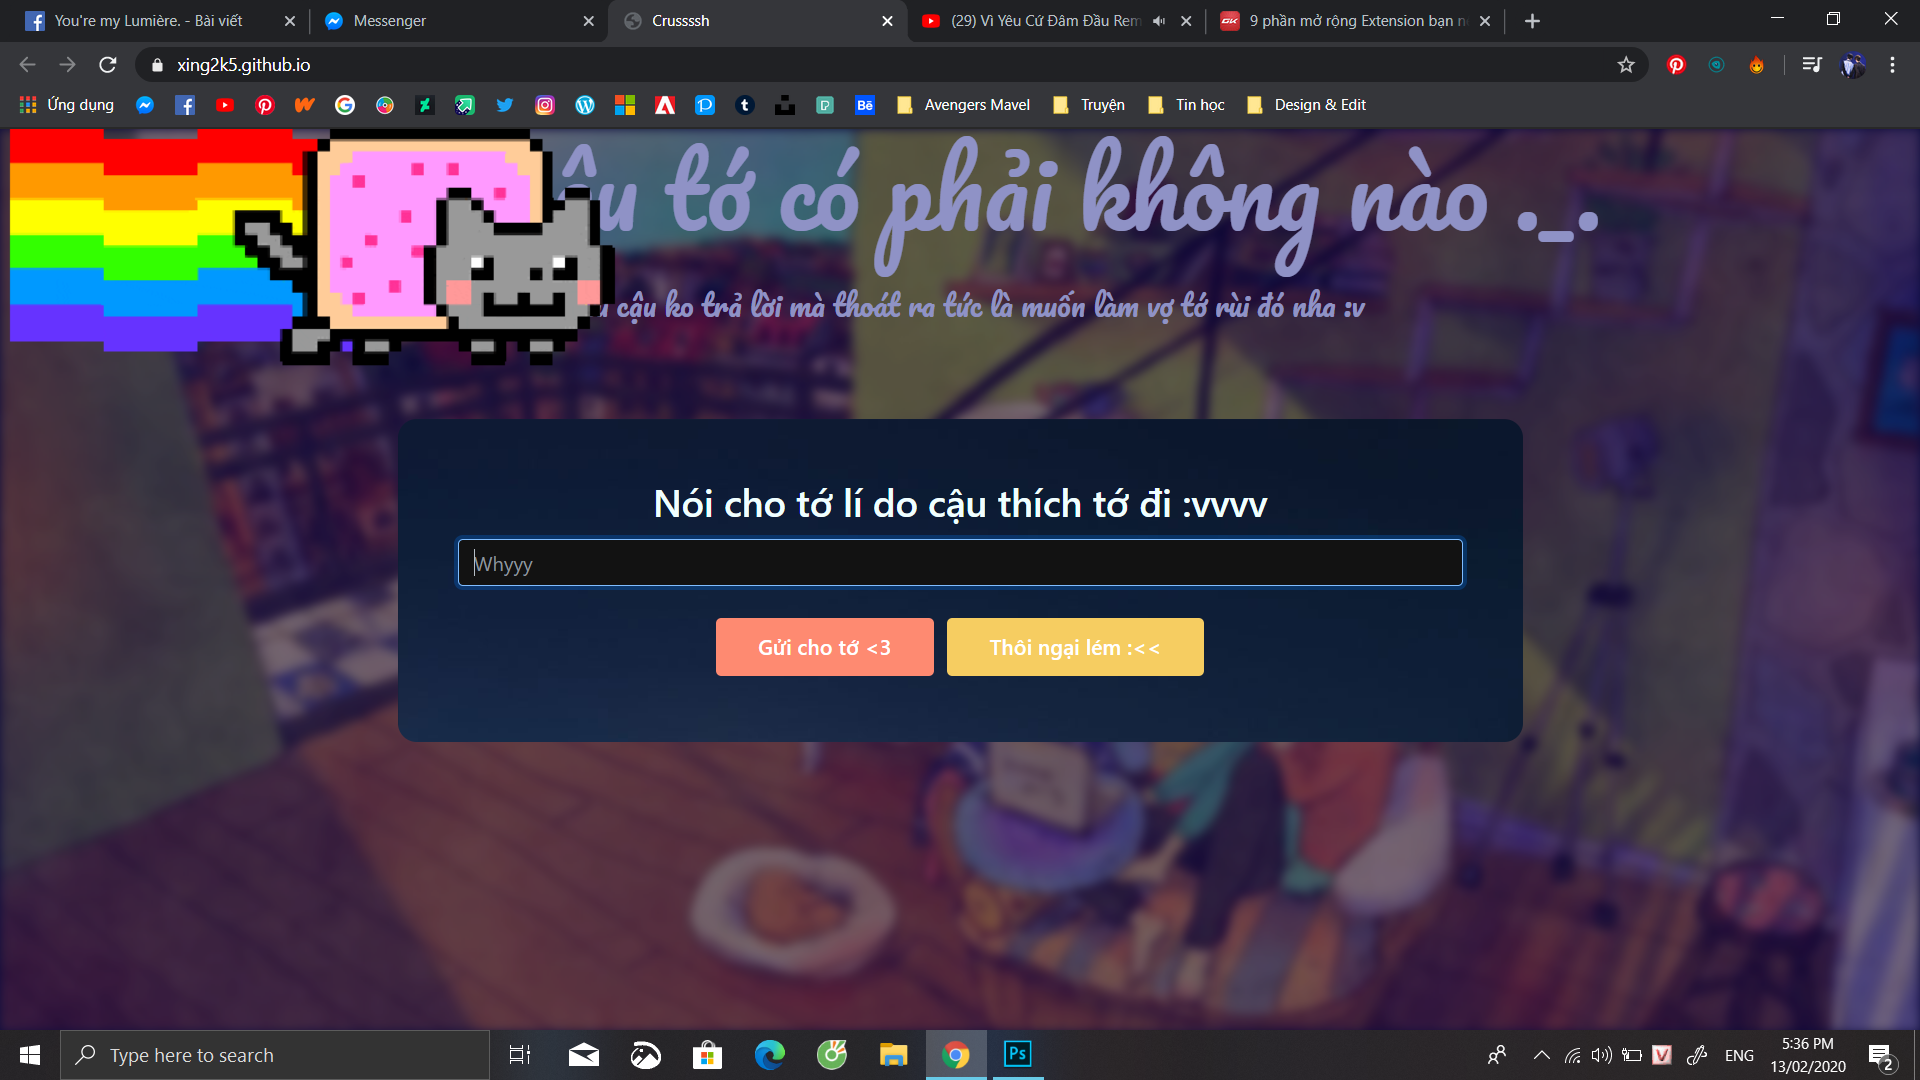 You're my Lumière. - Bài viết
Messenger
Crussssh
(29) Vì Yêu Cứ Đâm Đầu Rem
9 phần mở rộng Extension bạn n
xing2k5.github.io
Ứng dụng
Avengers Mavel
Truyện
Tin học
Design & Edit
tớ có phải không nào ._.
cậu ko trả lời mà thoát ra tức là muốn làm vợ tớ rùi đó nha :v
Nói cho tớ lí do cậu thích tớ đi :vvvv
Whyyy
Gửi cho tớ <3
Thôi ngại lém :<<
Type here to search
Ps
ENG
5:36 PM
13/02/2020
2